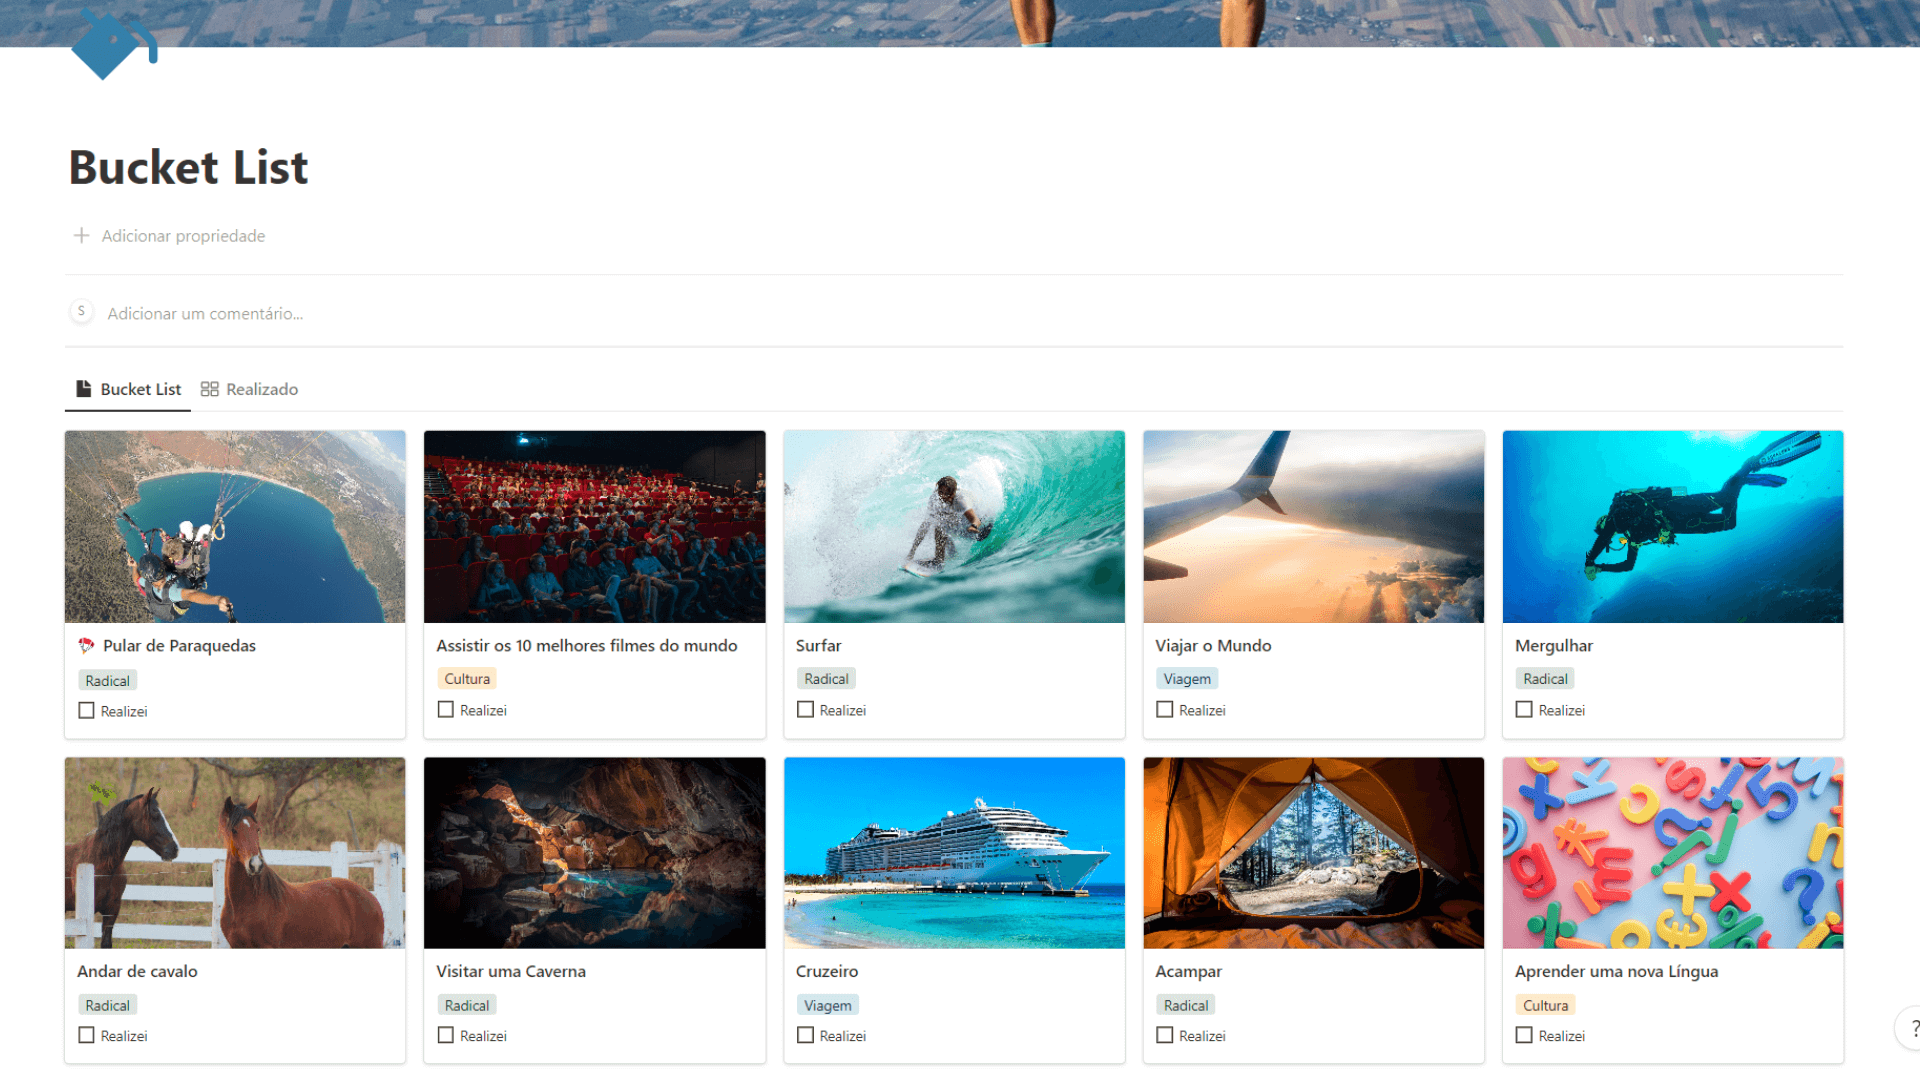 Bucket List
Adicionar propriedade
S
Adicionar um comentário...
Bucket List
Realizado
Pular de Paraquedas
Radical
Realizei
Assistir os 10 melhores filmes do mundo
Cultura
Realizei
Surfar
Radical
Realizei
Viajar o Mundo
Viagem
Realizei
Mergulhar
Radical
Realizei
Andar de cavalo
Radical
Realizei
Visitar uma Caverna
Radical
Realizei
Cruzeiro
Viagem
Realizei
Acampar
Radical
Realizei
Aprender uma nova Língua
Cultura
Realizei
?